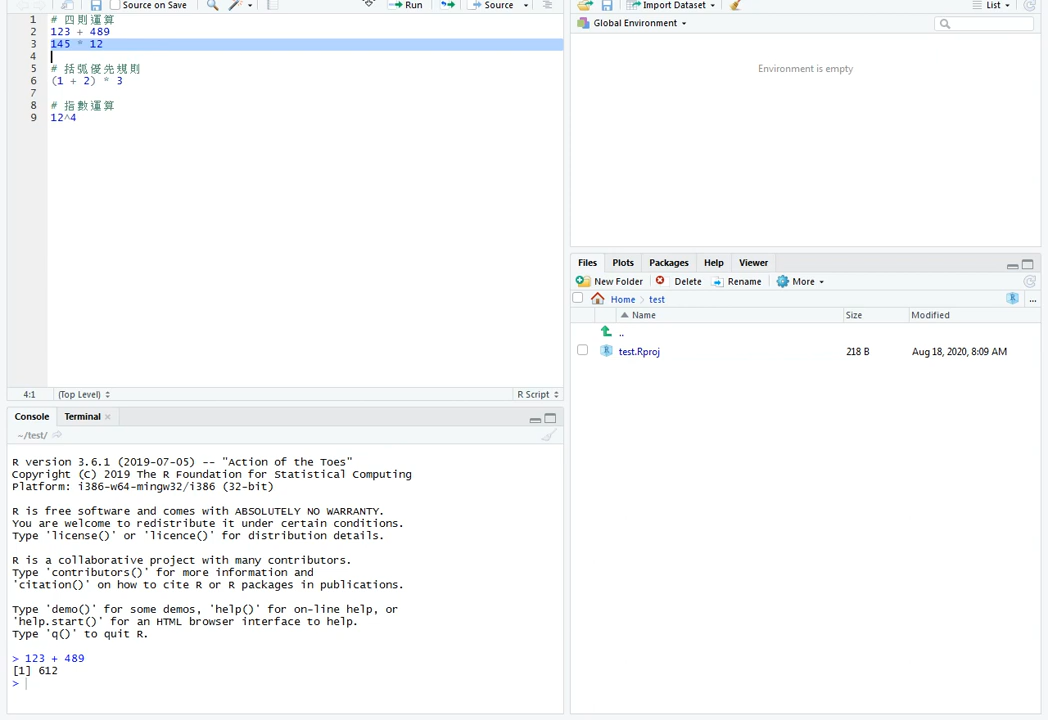 Source on Save Run Source
1 # 四則運算
2 123 + 489
3 145 * 12
4
5 # 括弧優先規則
6 (1 + 2) * 3
7
8 # 指數運算
9 12^4
4:1 (Top Level) R Script
Console Terminal
~/test/
R version 3.6.1 (2019-07-05) -- "Action of the Toes"
Copyright (C) 2019 The R Foundation for Statistical Computing
Platform: i386-w64-mingw32/i386 (32-bit)
R is free software and comes with ABSOLUTELY NO WARRANTY.
You are welcome to redistribute it under certain conditions.
Type 'license()' or 'licence()' for distribution details.
R is a collaborative project with many contributors.
Type 'contributors()' for more information and
'citation()' on how to cite R or R packages in publications.
Type 'demo()' for some demos, 'help()' for on-line help, or
'help.start()' for an HTML browser interface to help.
Type 'q()' to quit R.
> 123 + 489
[1] 612
>
Import Dataset List
Global Environment
Environment is empty
Files Plots Packages Help Viewer
New Folder Delete Rename More
Home test R ...
Name Size Modified
..
test.Rproj 218 B Aug 18, 2020, 8:09 AM